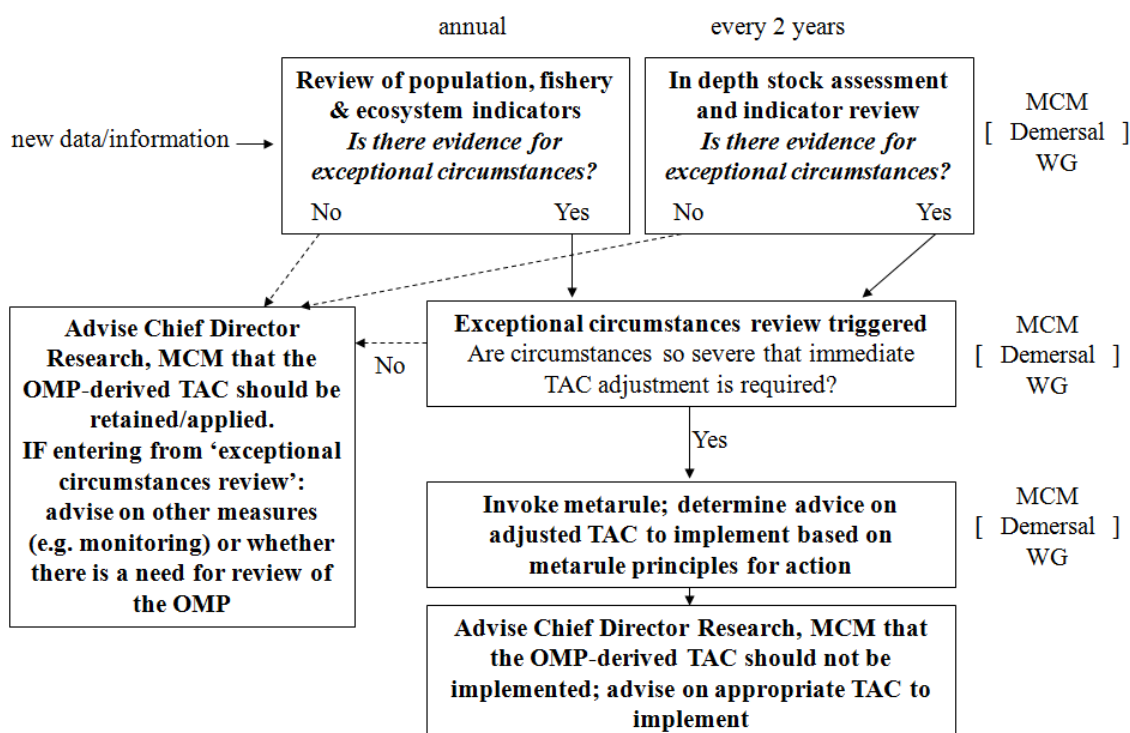 annual
every 2 years
new data/information
Review of population, fishery
& ecosystem indicators
Is there evidence for
exceptional circumstances?
No
Yes
In depth stock assessment
and indicator review
Is there evidence for
exceptional circumstances?
No
Yes
MCM
[ Demersal ]
WG
Advise Chief Director
Research, MCM that the
OMP-derived TAC should be
retained/applied.
IF entering from ‘exceptional
circumstances review’:
advise on other measures
(e.g. monitoring) or whether
there is a need for review of
the OMP
No
Exceptional circumstances review triggered
Are circumstances so severe that immediate
TAC adjustment is required?
MCM
[ Demersal ]
WG
Yes
Invoke metarule; determine advice on
adjusted TAC to implement based on
metarule principles for action
MCM
[ Demersal ]
WG
Advise Chief Director Research, MCM that
the OMP-derived TAC should not be
implemented; advise on appropriate TAC to
implement